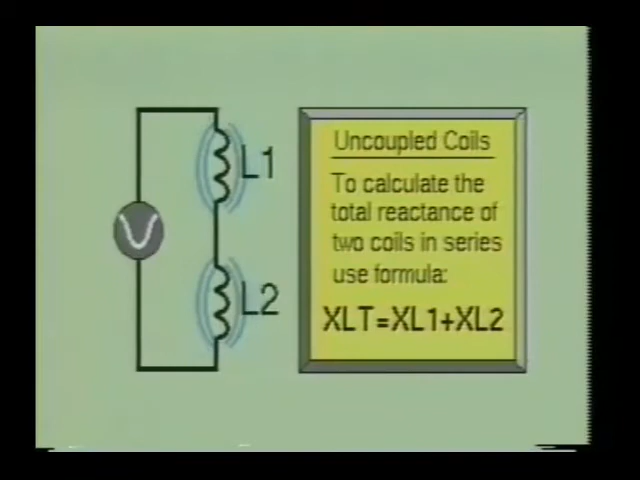 L1
L2
Uncoupled Coils
To calculate the
total reactance of
two coils in series
use formula:
XLT=XL1+XL2